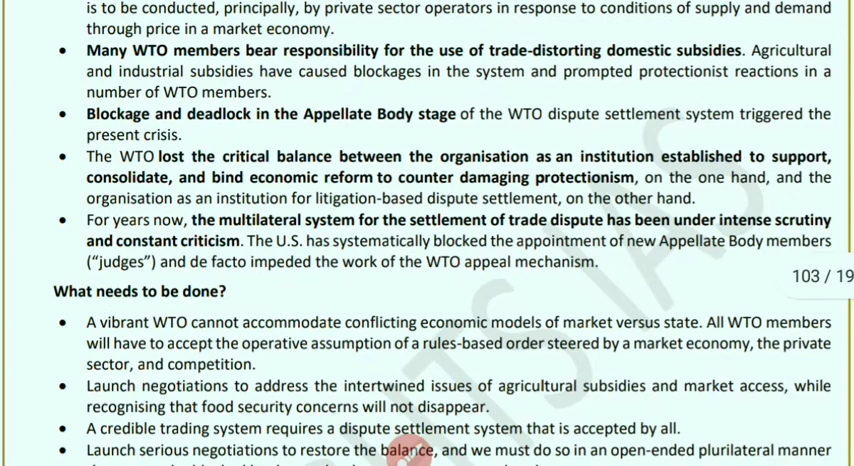 is to be conducted, principally, by private sector operators in response to conditions of supply and demand
through price in a market economy.
• Many WTO members bear responsibility for the use of trade-distorting domestic subsidies. Agricultural
and industrial subsidies have caused blockages in the system and prompted protectionist reactions in a
number of WTO members.
• Blockage and deadlock in the Appellate Body stage of the WTO dispute settlement system triggered the
present crisis.
• The WTO lost the critical balance between the organisation as an institution established to support,
consolidate, and bind economic reform to counter damaging protectionism, on the one hand, and the
organisation as an institution for litigation-based dispute settlement, on the other hand.
• For years now, the multilateral system for the settlement of trade dispute has been under intense scrutiny
and constant criticism. The U.S. has systematically blocked the appointment of new Appellate Body members
("judges") and de facto impeded the work of the WTO appeal mechanism.
103 / 19
What needs to be done?
• A vibrant WTO cannot accommodate conflicting economic models of market versus state. All WTO members
will have to accept the operative assumption of a rules-based order steered by a market economy, the private
sector, and competition.
• Launch negotiations to address the intertwined issues of agricultural subsidies and market access, while
recognising that food security concerns will not disappear.
• A credible trading system requires a dispute settlement system that is accepted by all.
• Launch serious negotiations to restore the balance, and we must do so in an open-ended plurilateral manner
HTS IAS